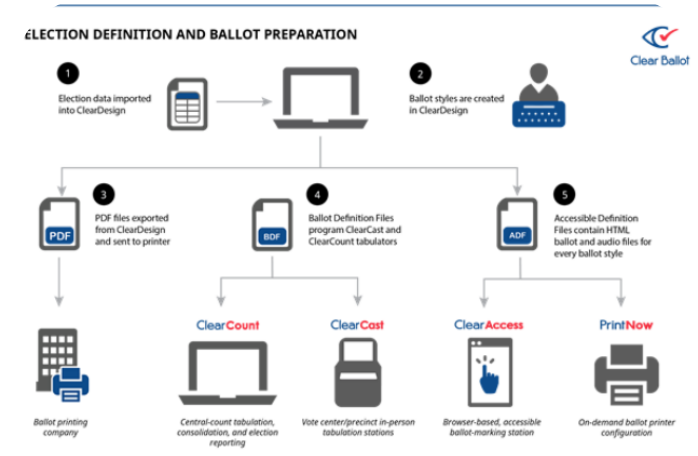 ELECTION DEFINITION AND BALLOT PREPARATION
Clear Ballot
1
Election data imported
into ClearDesign
2
Ballot styles are created
in ClearDesign
3
PDF files exported
from ClearDesign
and sent to printer
PDF
4
Ballot Definition Files
program ClearCast and
ClearCount tabulators
BDF
5
Accessible Definition
Files contain HTML
ballot and audio files for
every ballot style
ADF
ClearCount
ClearCast
ClearAccess
PrintNow
Ballot printing
company
Central-count tabulation,
consolidation, and election
reporting
Vote center/precinct in-person
tabulation stations
Browser-based, accessible
ballot-marking station
On-demand ballot printer
configuration